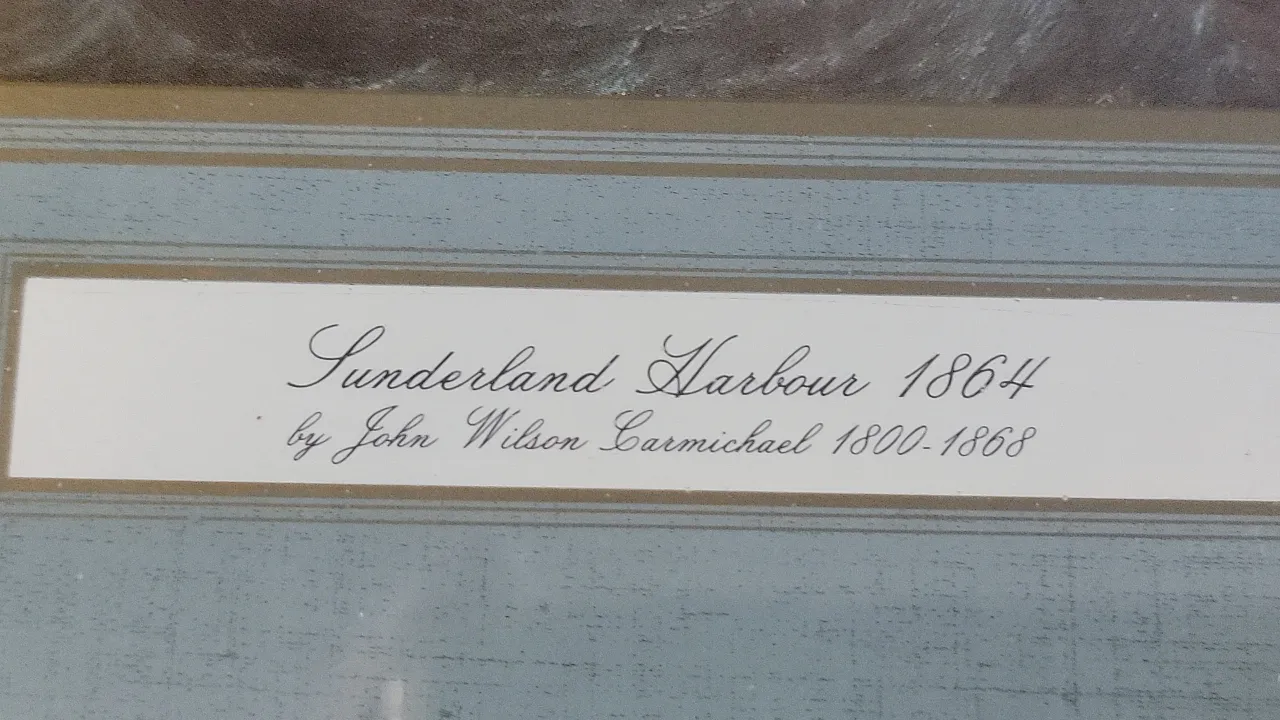 Sunderland Harbour 1864
by John Wilson Carmichael 1800-1868